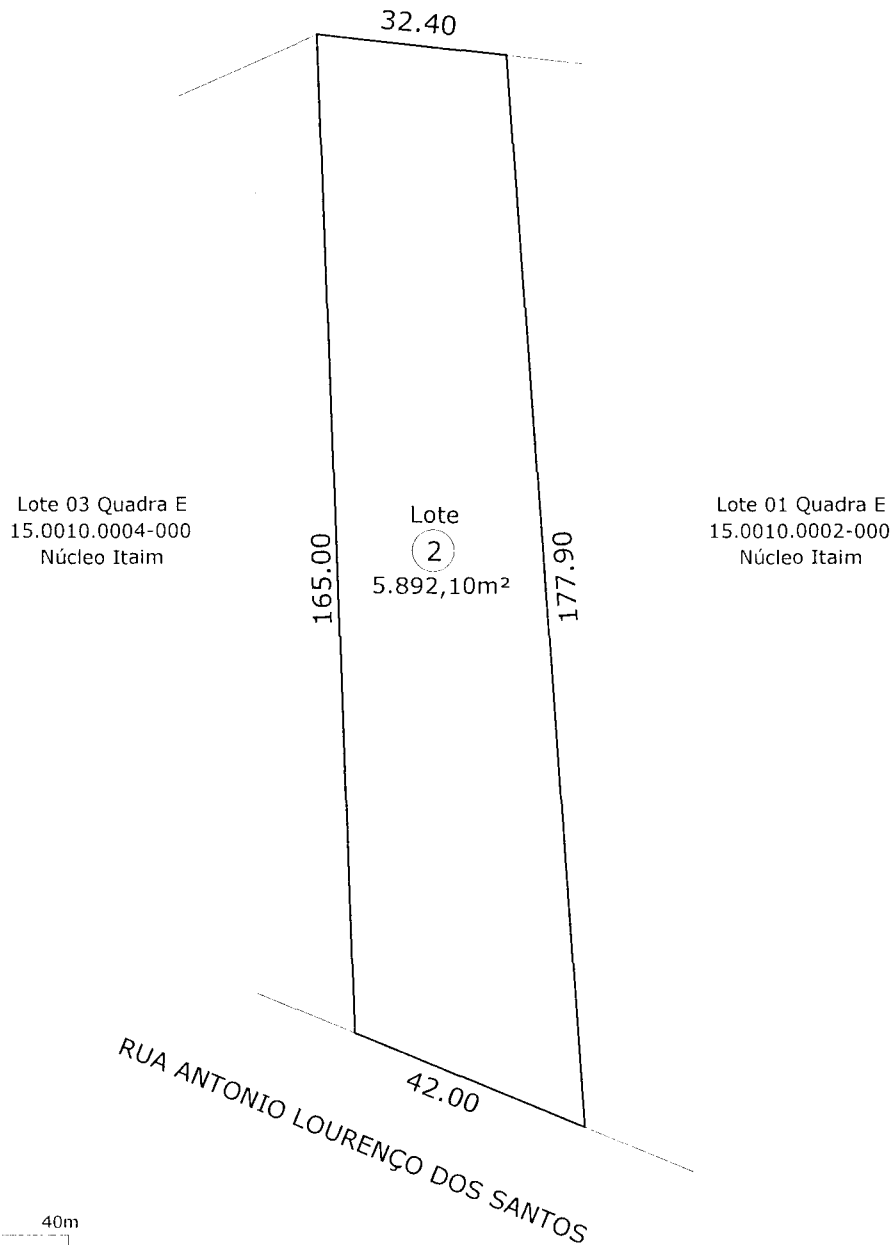 32.40
Lote 03 Quadra E
15.0010.0004-000
Núcleo Itaim
165.00
Lote
2
5.892,10m²
177.90
Lote 01 Quadra E
15.0010.0002-000
Núcleo Itaim
42.00
RUA ANTONIO LOURENÇO DOS SANTOS
40m